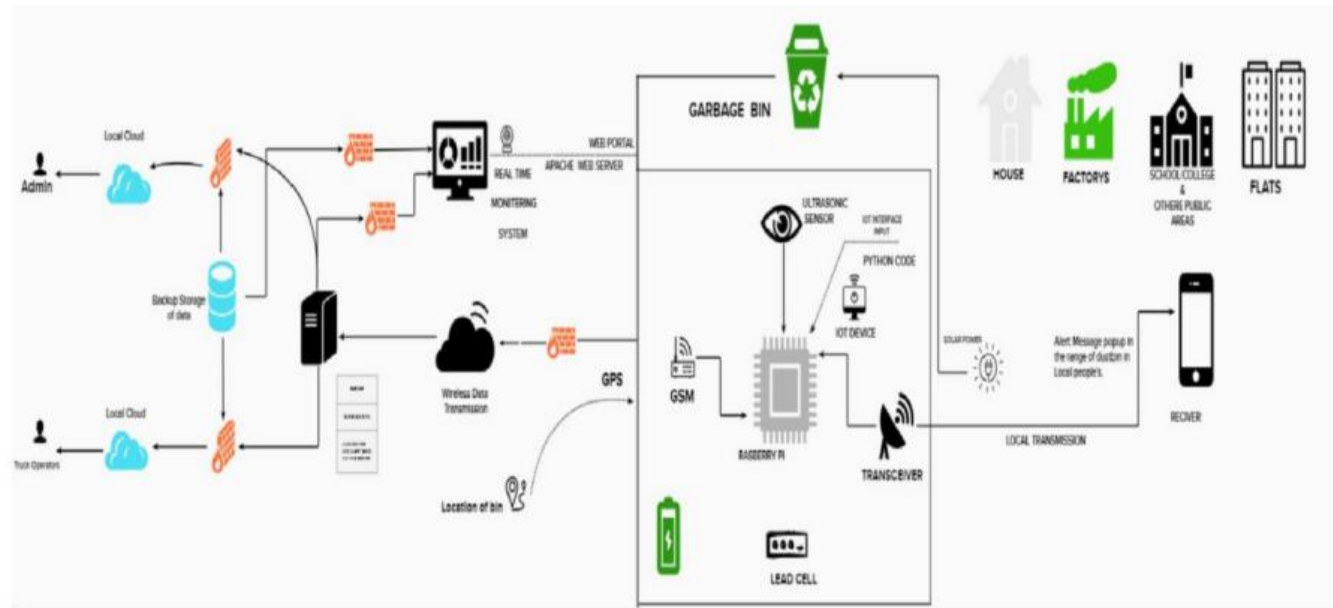 Local Cloud
Admin
Backup Storage
of data
Local Cloud
Truck Operators
REAL TIME
MONITERING
SYSTEM
WEB PORTAL
APACHE WEB SERVER
Wireless Data
Transmission
GPS
Location of bin
GARBAGE BIN
ULTRASONIC
SENSOR
IOT INTERFACE
INPUT
PYTHON CODE
IOT DEVICE
GSM
RASBERRY PI
TRANSCEIVER
LEAD CELL
SOLAR POWER
HOUSE
FACTORYS
SCHOOL/COLLEGE
&
OTHERE PUBLIC
AREAS
FLATS
Alert Message popup in
the range of dustbin in
Local people's.
RECIVER
LOCAL TRANSMISSION